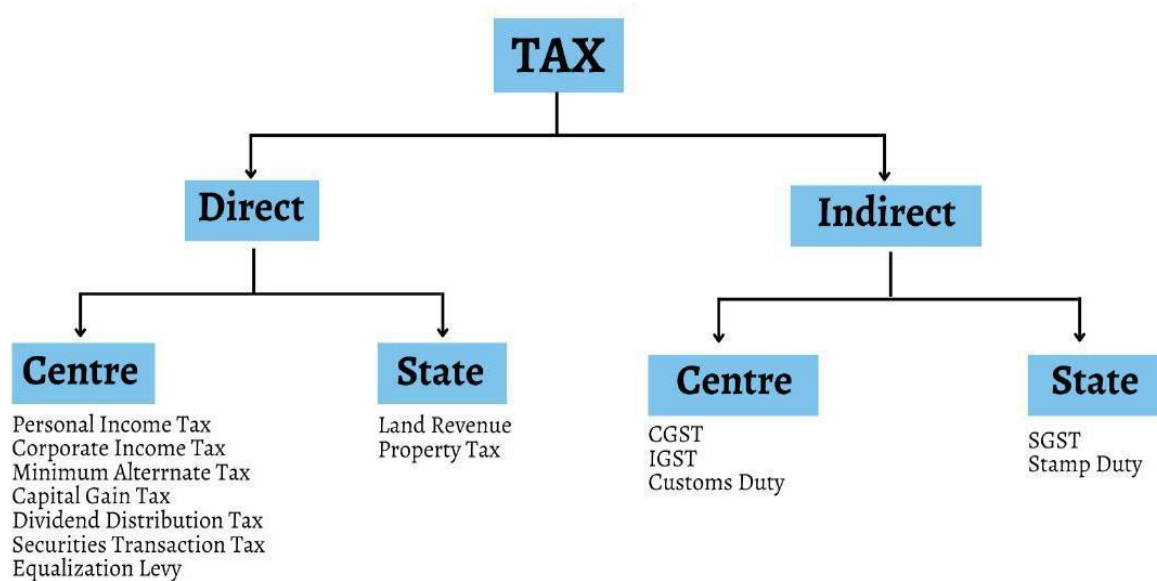 TAX
Direct
Indirect
Centre
Personal Income Tax
Corporate Income Tax
Minimum Alterrnate Tax
Capital Gain Tax
Dividend Distribution Tax
Securities Transaction Tax
Equalization Levy
State
Land Revenue
Property Tax
Centre
CGST
IGST
Customs Duty
State
SGST
Stamp Duty